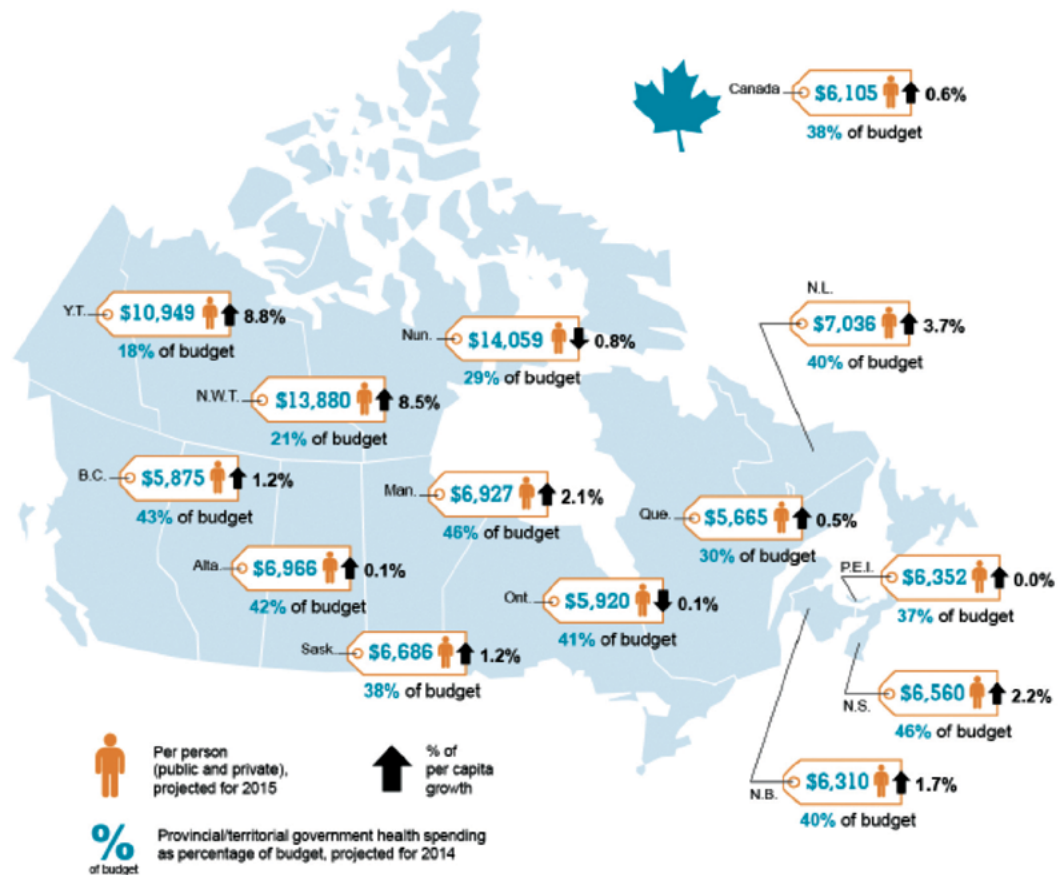 Canada $6,105 0.6%
38% of budget
N.L.
$7,036 3.7%
40% of budget
Y.T. $10,949 8.8%
18% of budget
Nun. $14,059 0.8%
29% of budget
N.W.T. $13,880 8.5%
21% of budget
B.C. $5,875 1.2%
43% of budget
Man. $6,927 2.1%
46% of budget
Que. $5,665 0.5%
30% of budget
Alta. $6,966 0.1%
42% of budget
P.E.I. $6,352 0.0%
37% of budget
Ont. $5,920 0.1%
41% of budget
Sask. $6,686 1.2%
38% of budget
N.S. $6,560 2.2%
46% of budget
N.B. $6,310 1.7%
40% of budget
Per person
(public and private),
projected for 2015
% of
per capita
growth
%
of budget
Provincial/territorial government health spending
as percentage of budget, projected for 2014